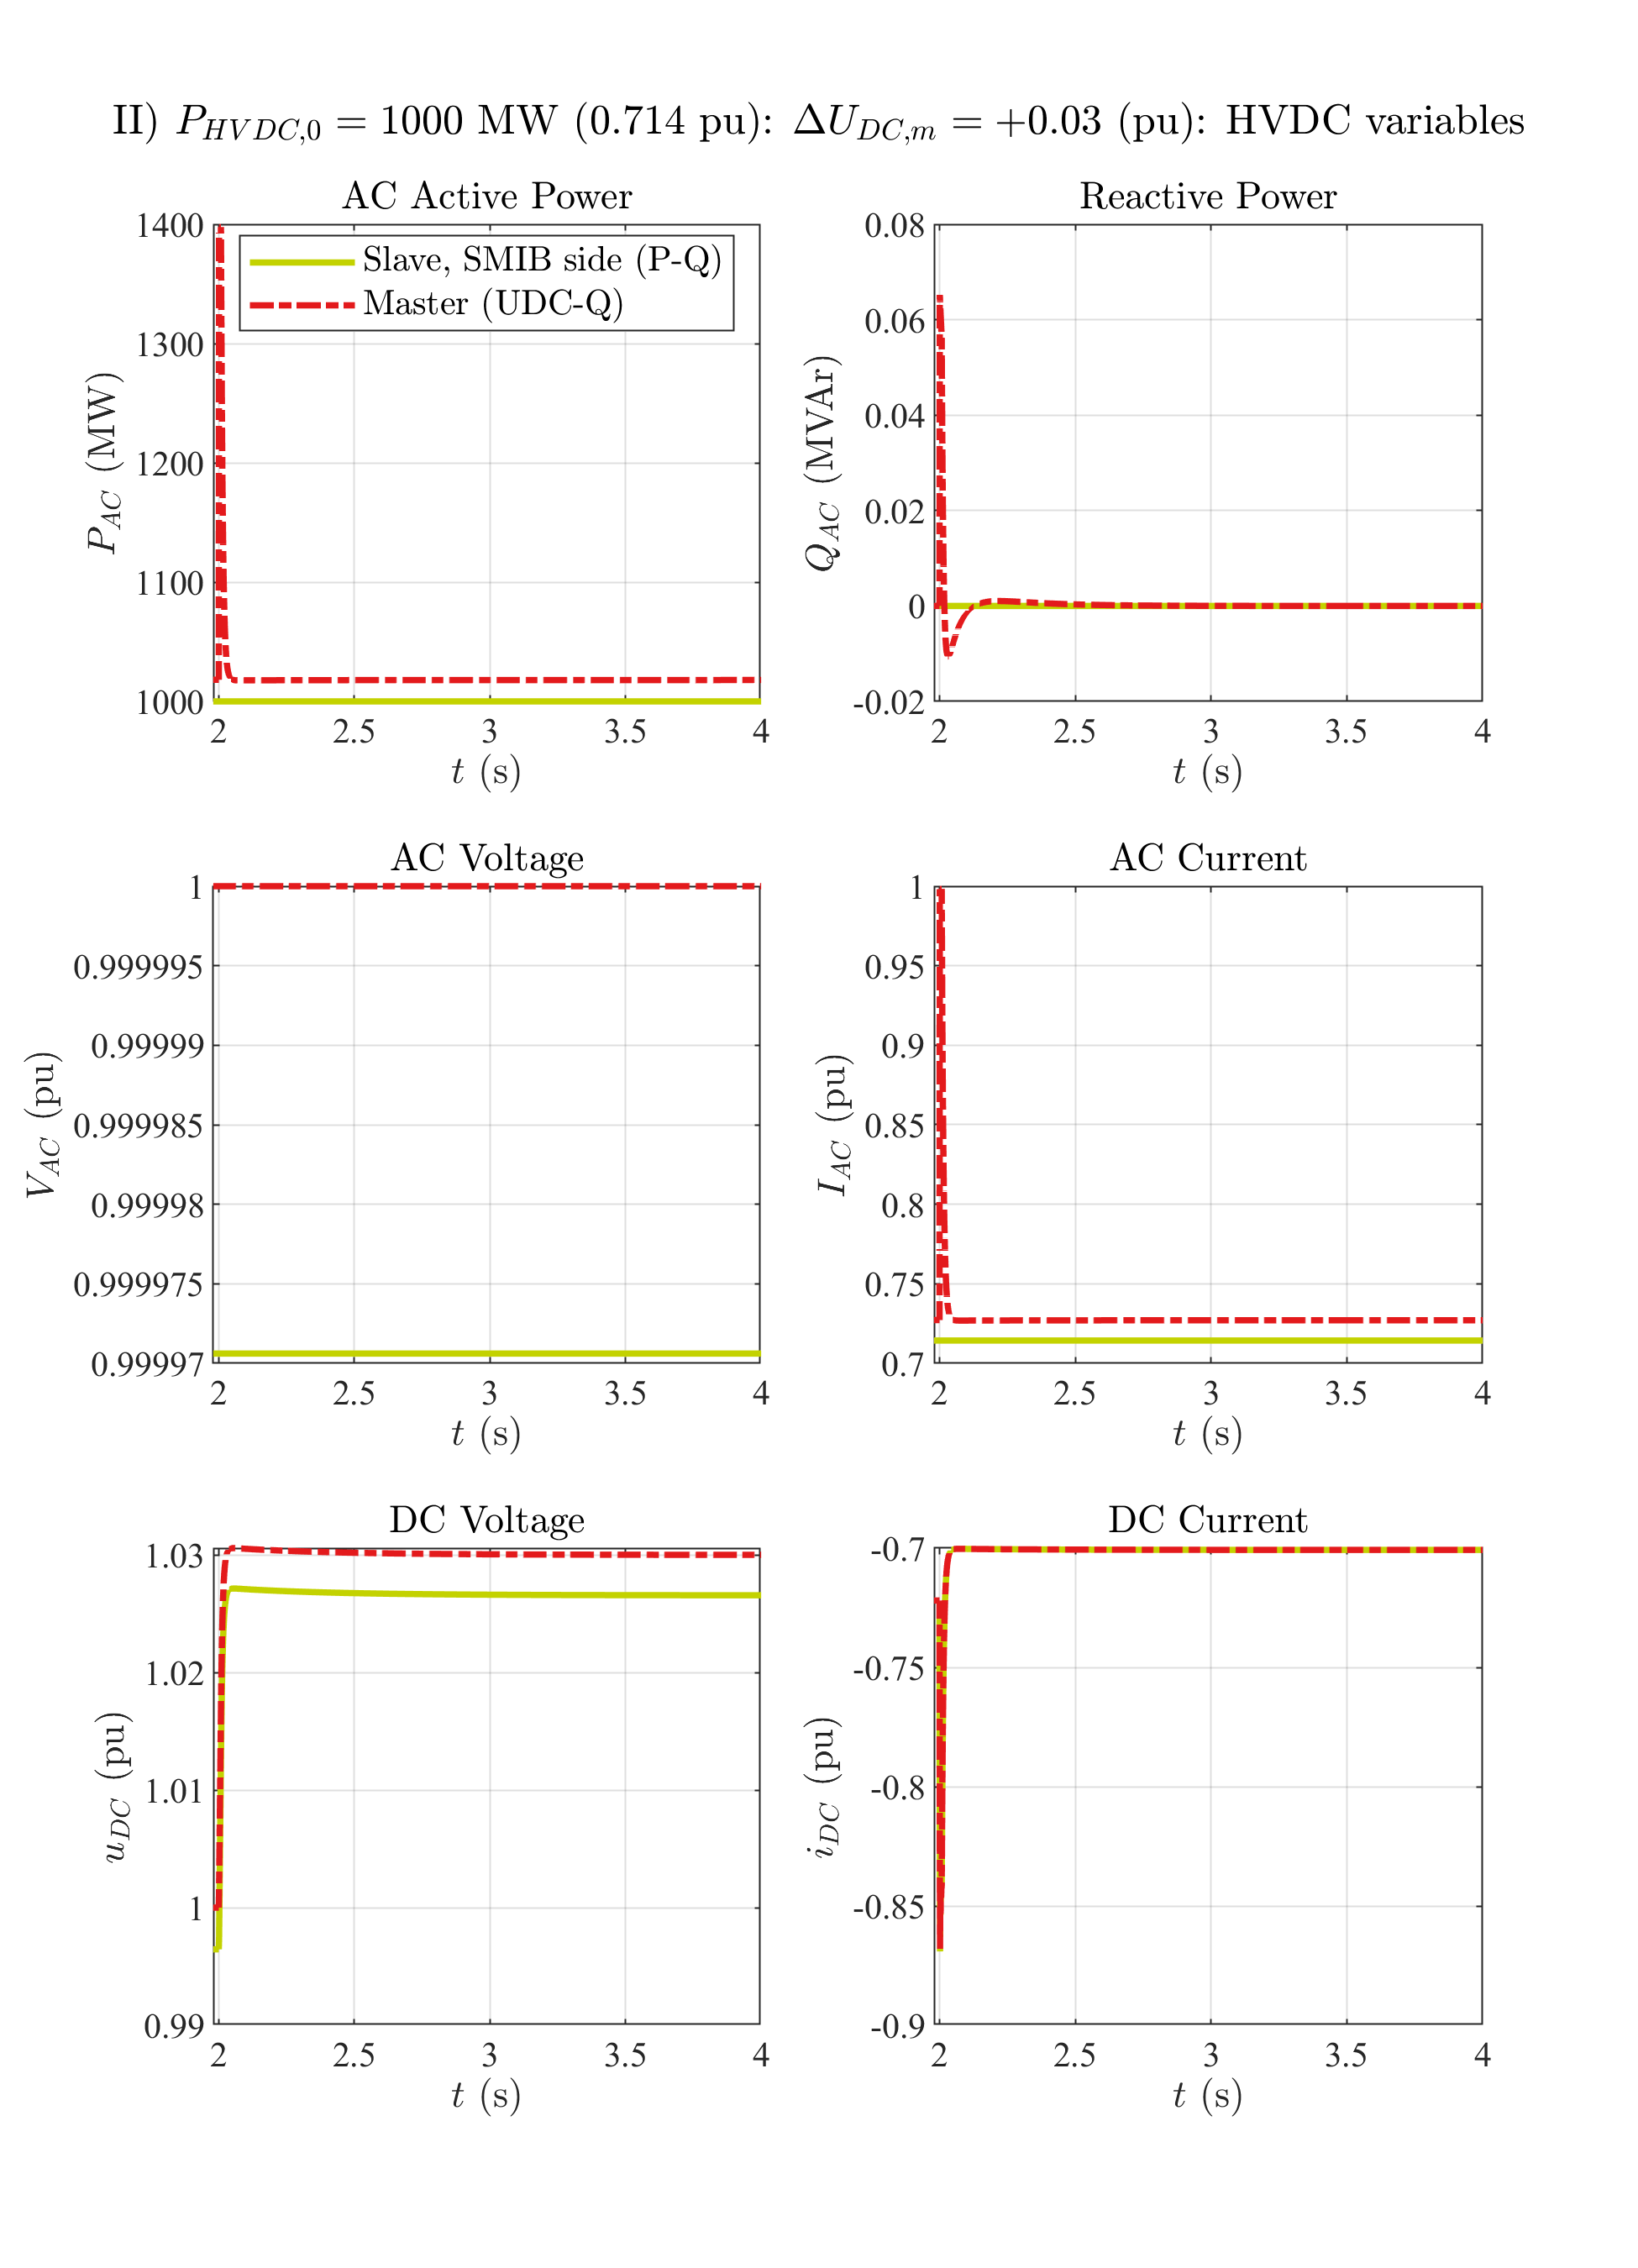 II) P_{HVDC,0} = 1000 MW (0.714 pu): ΔU_{DC,m} = +0.03 (pu): HVDC variables
AC Active Power
1400
1300
1200
1100
1000
P_{AC} (MW)
Slave, SMIB side (P-Q)
Master (UDC-Q)
2 2.5 3 3.5 4
t (s)
Reactive Power
0.08
0.06
0.04
0.02
0
-0.02
Q_{AC} (MVAr)
2 2.5 3 3.5 4
t (s)
AC Voltage
1
0.999995
0.99999
0.999985
0.99998
0.999975
0.99997
V_{AC} (pu)
2 2.5 3 3.5 4
t (s)
AC Current
1
0.95
0.9
0.85
0.8
0.75
0.7
I_{AC} (pu)
2 2.5 3 3.5 4
t (s)
DC Voltage
1.03
1.02
1.01
1
0.99
u_{DC} (pu)
2 2.5 3 3.5 4
t (s)
DC Current
-0.7
-0.75
-0.8
-0.85
-0.9
i_{DC} (pu)
2 2.5 3 3.5 4
t (s)